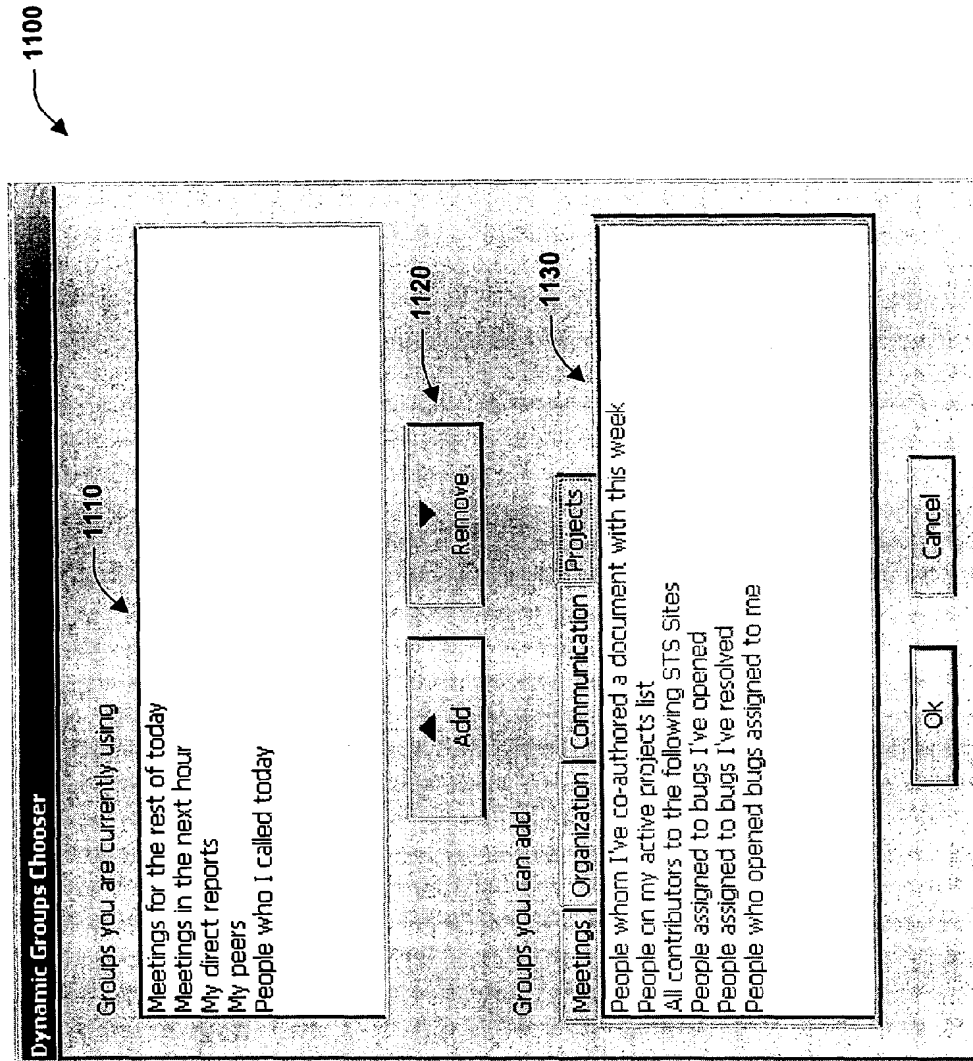 1100
Dynamic Groups Chooser
Groups you are currently using
1110
Meetings for the rest of today
Meetings in the next hour
My direct reports
My peers
People who I called today
Add
Remove
1120
Groups you can add
1130
Meetings Organization Communication Projects
People whom I've co-authored a document with this week
People on my active projects list
All contributors to the following STS Sites
People assigned to bugs I've opened
People assigned to bugs I've resolved
People who opened bugs assigned to me
Ok
Cancel